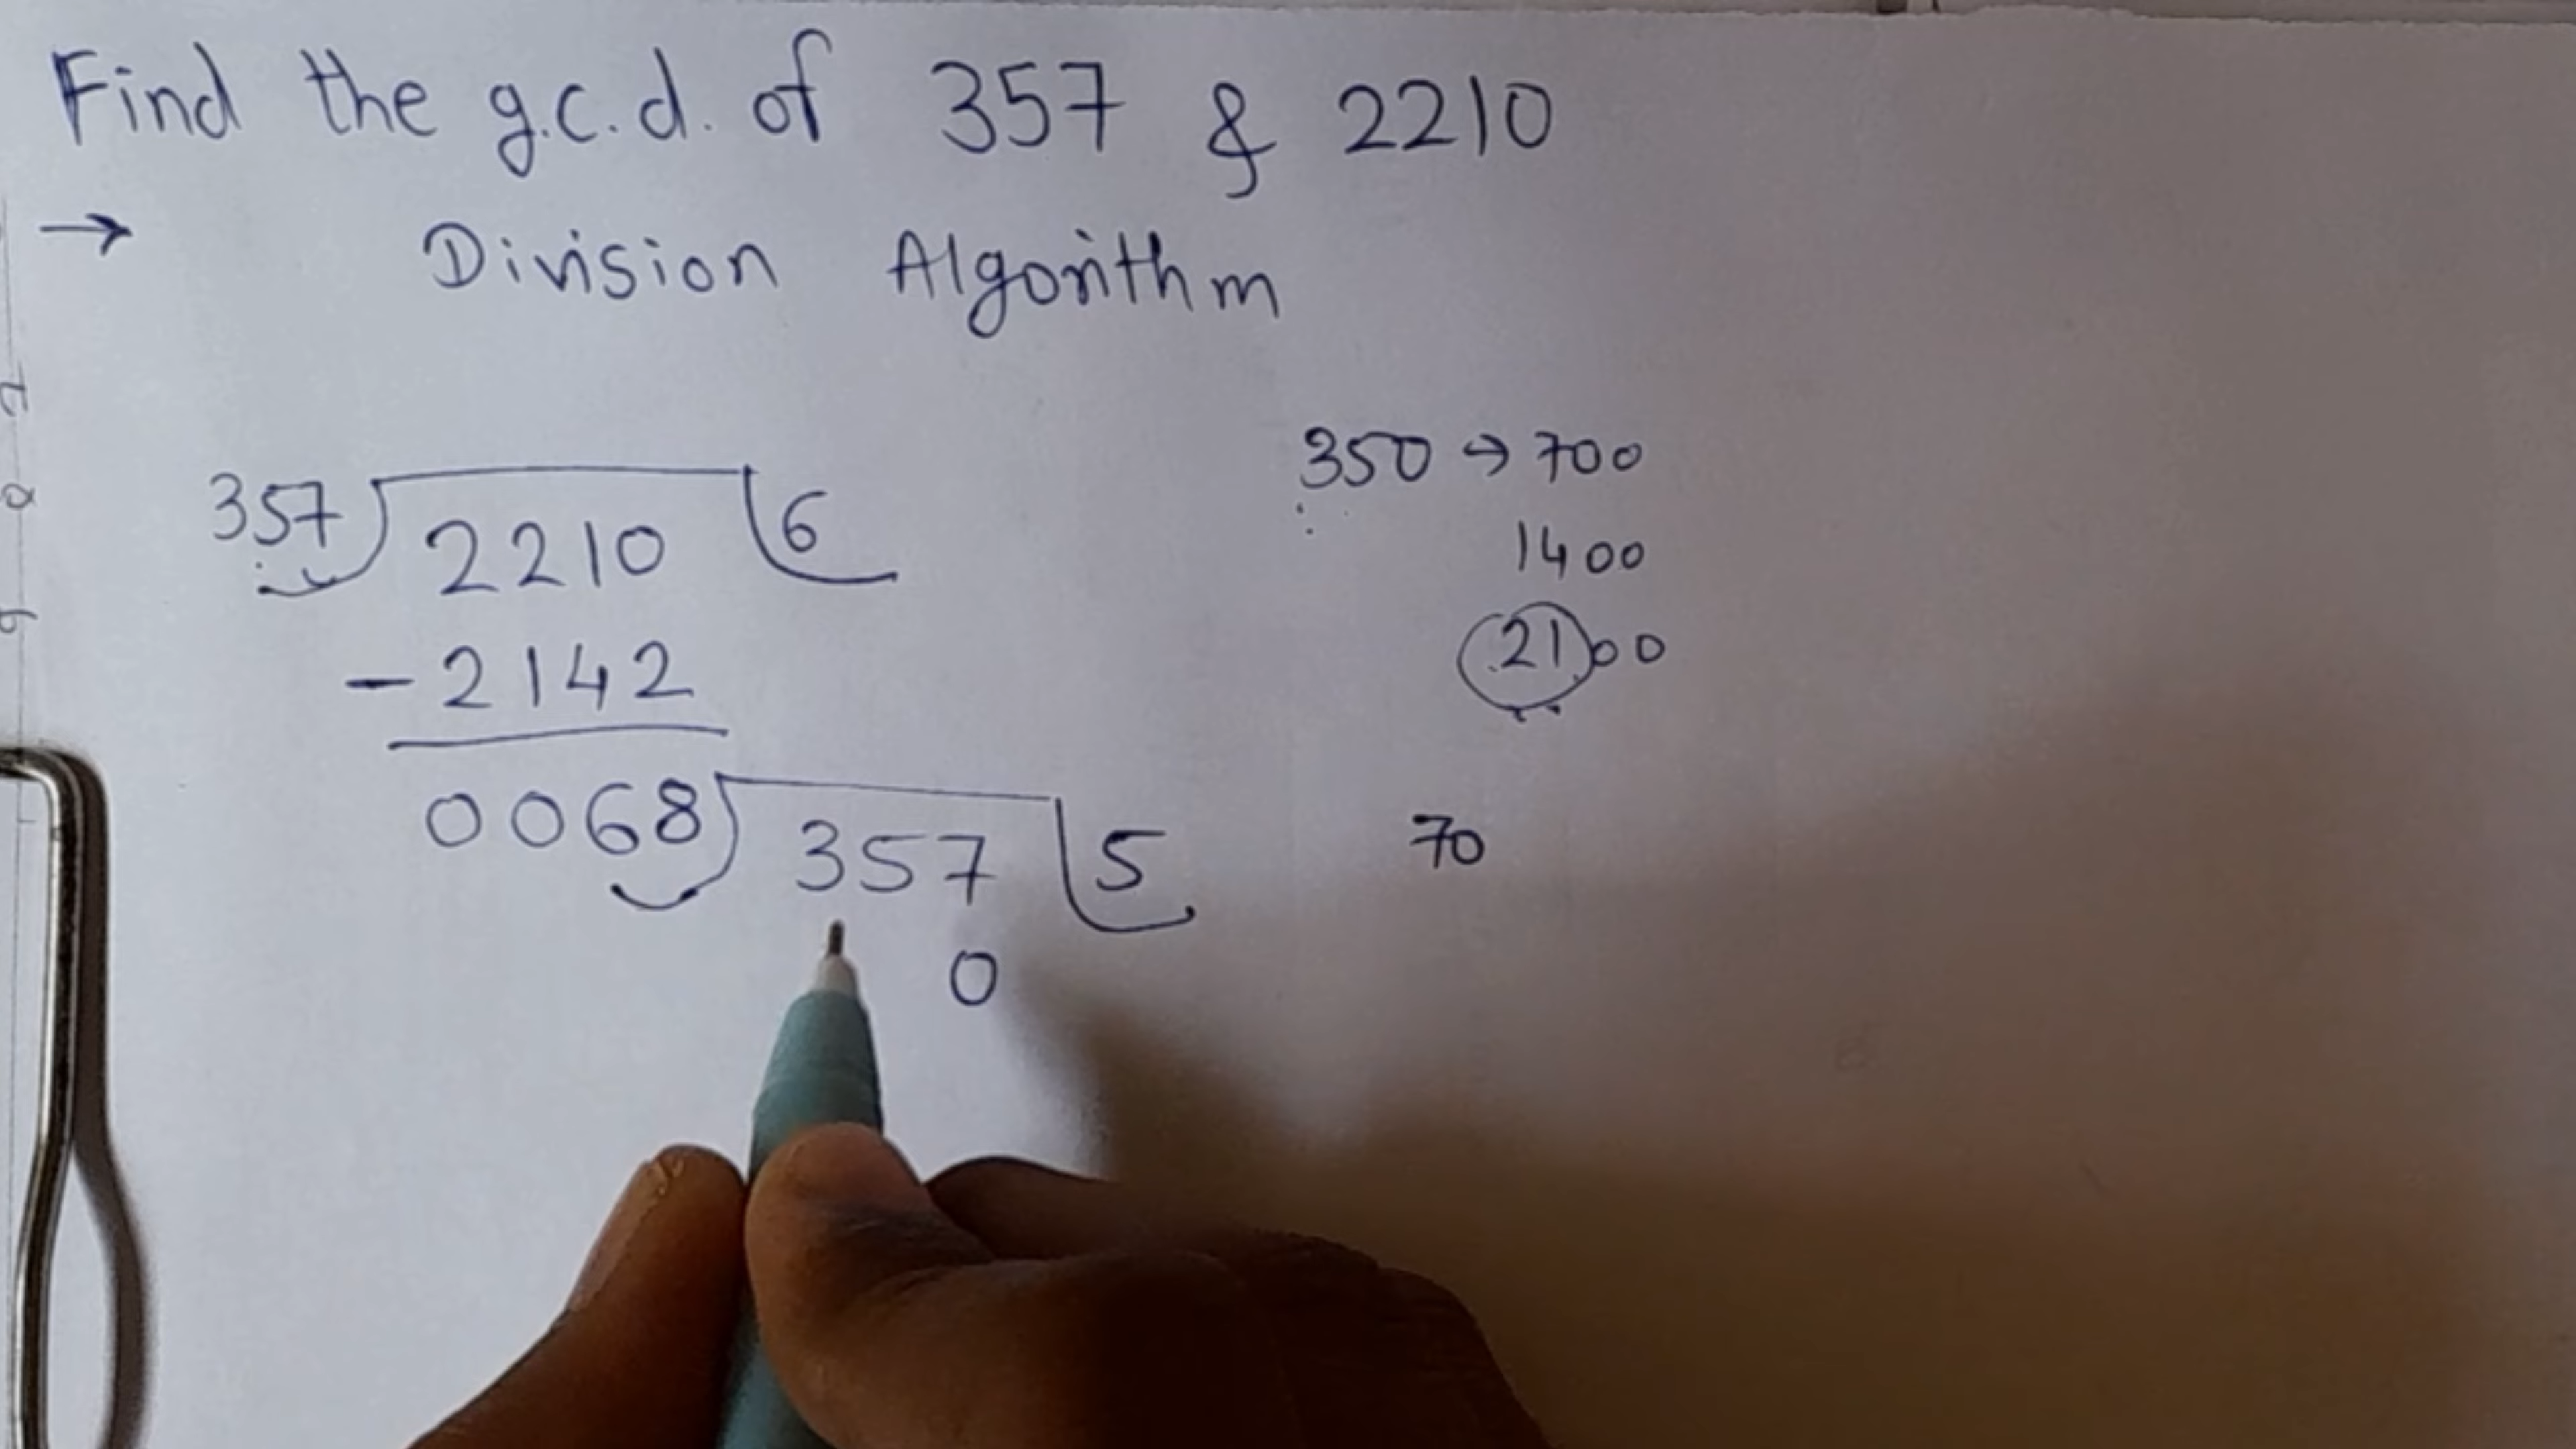 Find the g.c.d. of 357 & 2210
→ Division Algorithm
357 2210 6
- 2142
0068 357 5
0
350 → 700
1400
2100
70